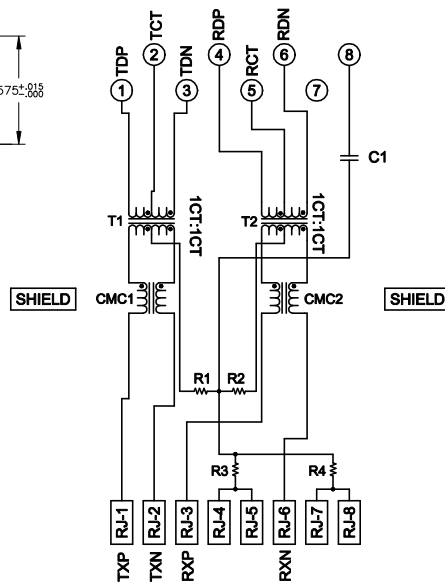 TDP
TCT
TDN
RDP
RCT
RDN
1
2
3
4
5
6
7
8
575+.015
-.000
C1
T1
1CT:1CT
T2
1CT:1CT
SHIELD
CMC1
CMC2
SHIELD
R1
R2
R3
R4
RJ-1
RJ-2
RJ-3
RJ-4
RJ-5
RJ-6
RJ-7
RJ-8
TXP
TXN
RXP
RXN